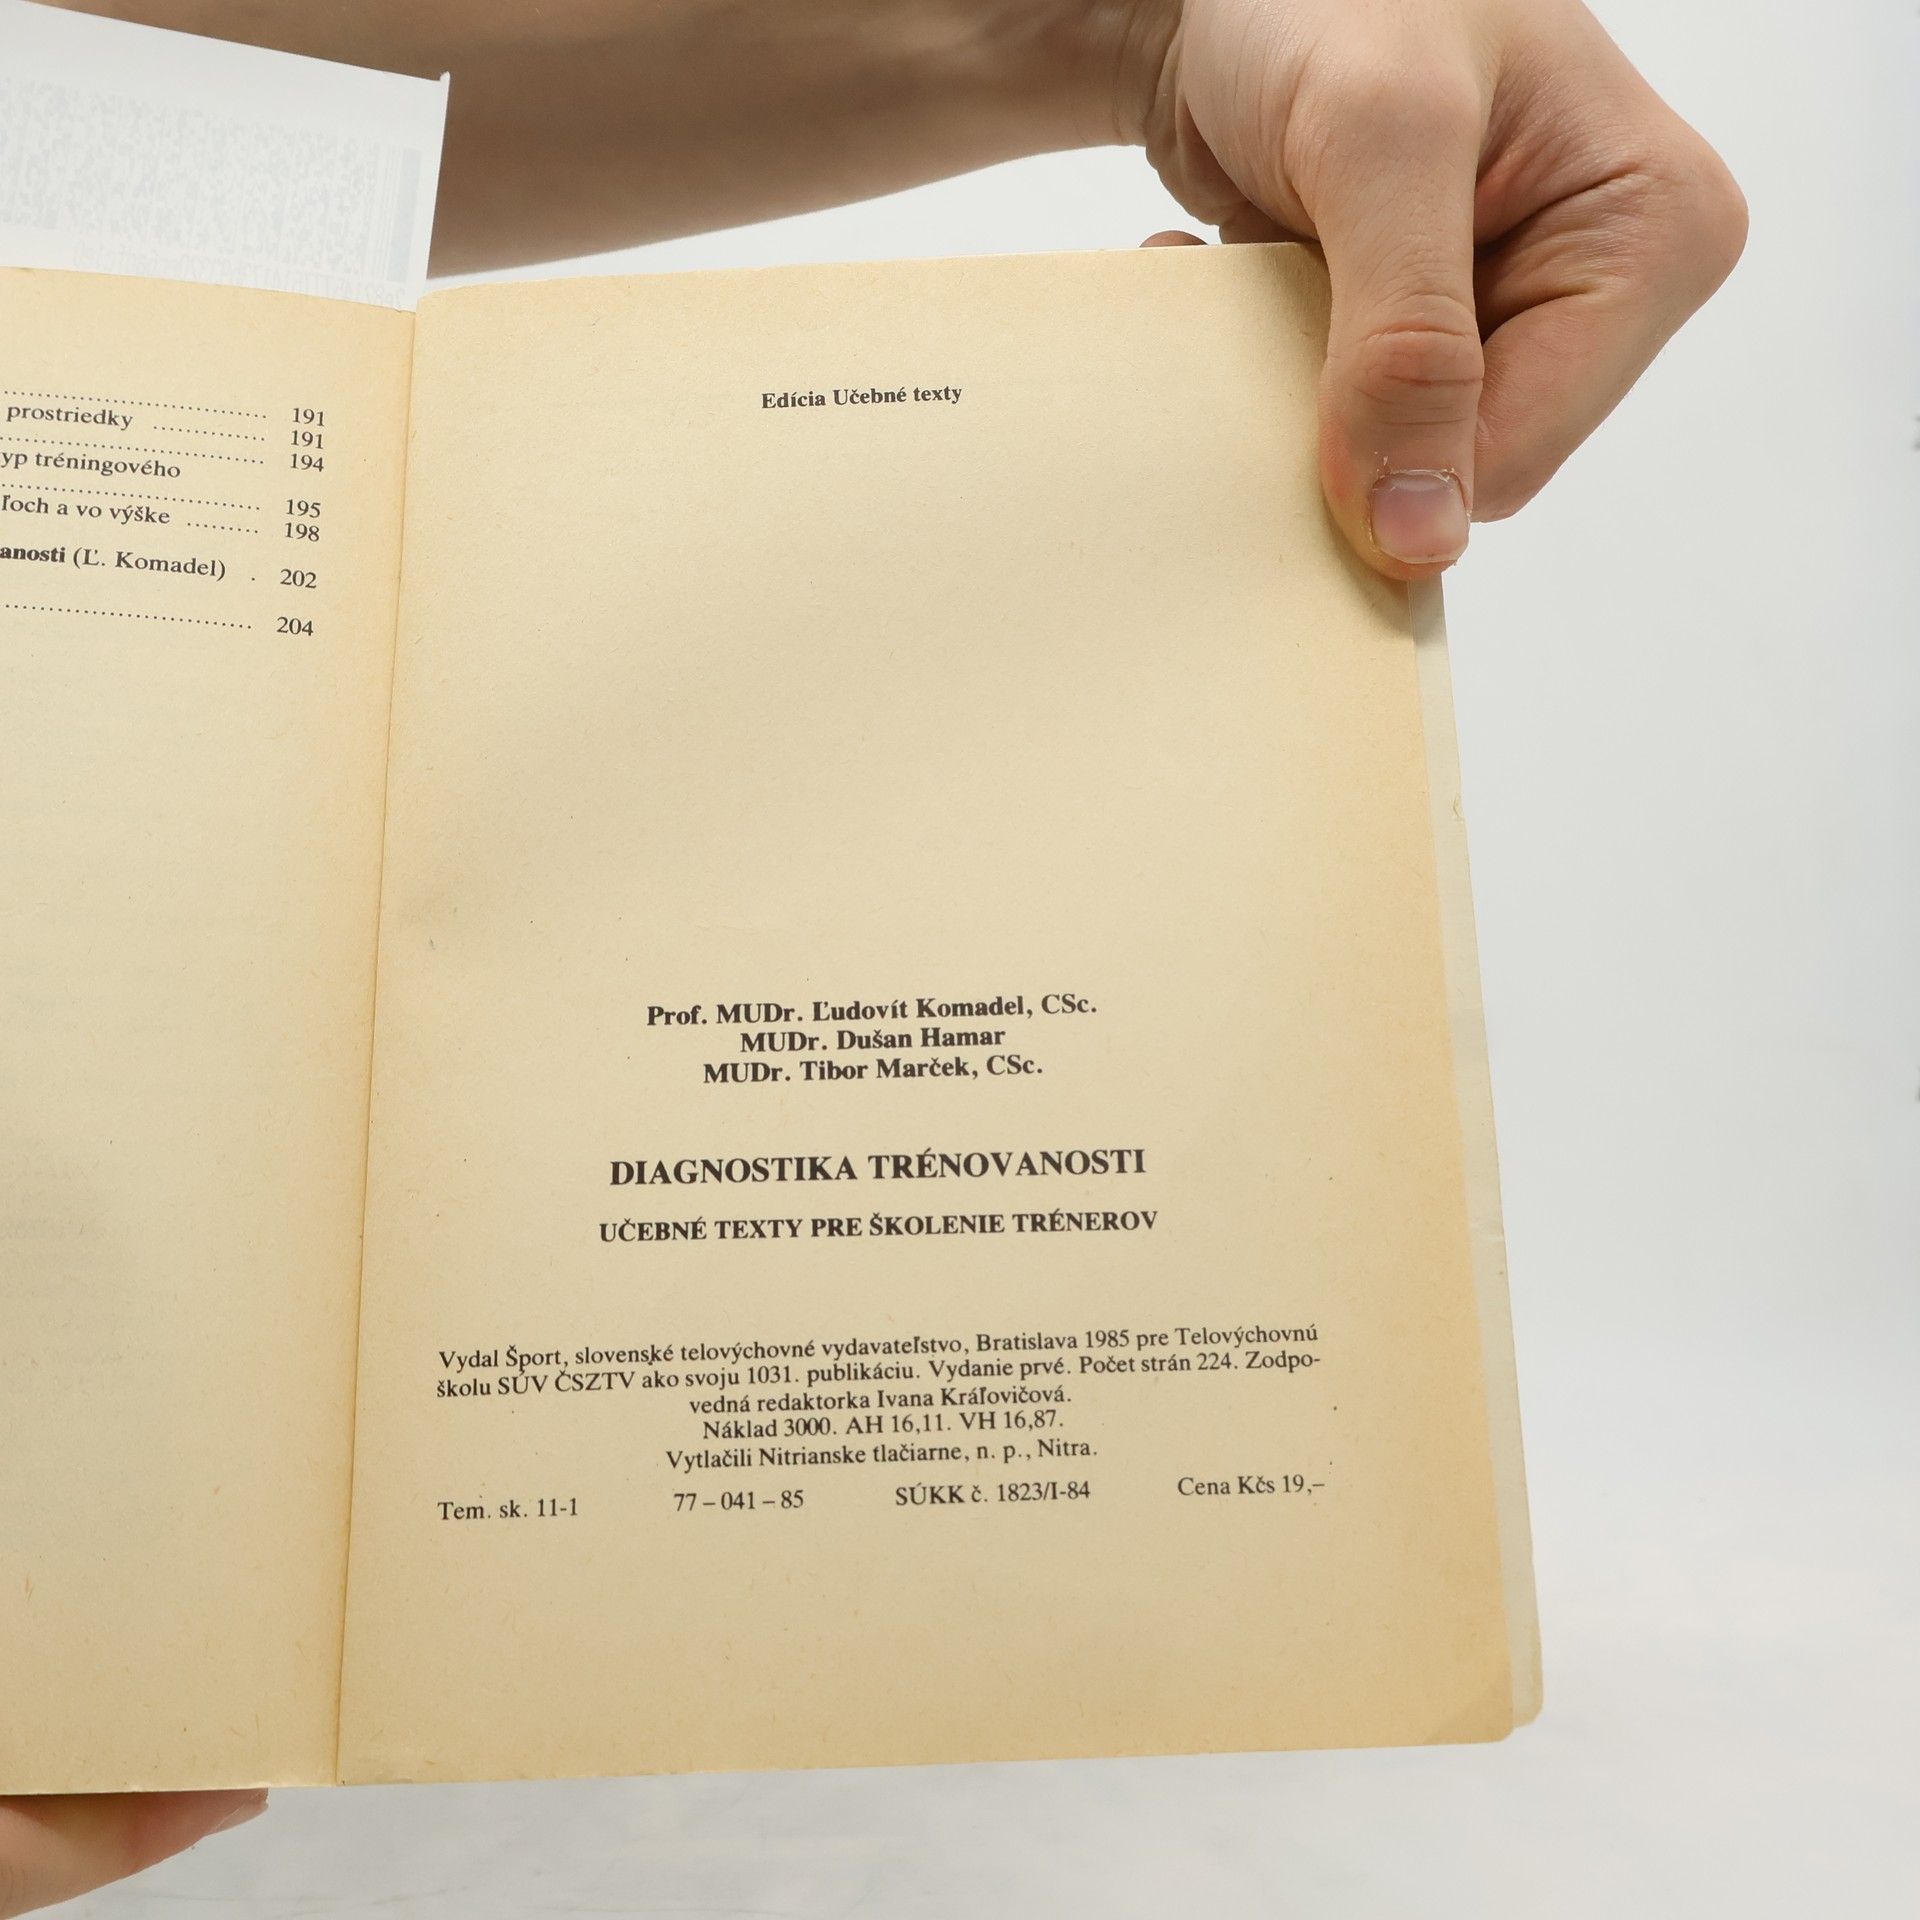 191
prostriedky 191
194
yp tréningového
195
ľoch a vo výške 198
anosti (Ľ. Komadel) . 202
204
Edícia Učebné texty
Prof. MUDr. Ľudovít Komadel, CSc.
MUDr. Dušan Hamar
MUDr. Tibor Marček, CSc.
DIAGNOSTIKA TRÉNOVANOSTI
UČEBNÉ TEXTY PRE ŠKOLENIE TRÉNEROV
Vydal Šport, slovenské telovýchovné vydavateľstvo, Bratislava 1985 pre Telovýchovnú
školu SÚV ČSZTV ako svoju 1031. publikáciu. Vydanie prvé. Počet strán 224. Zodpo-
vedná redaktorka Ivana Kráľovičová.
Náklad 3000. AH 16,11. VH 16,87.
Vytlačili Nitrianske tlačiarne, n. p., Nitra.
Tem. sk. 11-1 77 – 041 – 85 SÚKK č. 1823/I-84 Cena Kčs 19,–